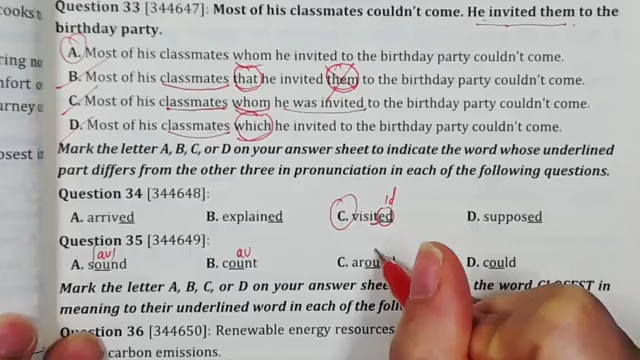 cooks t
Question 33 [344647]: Most of his classmates couldn't come. He invited them to the
birthday party.
A. Most of his classmates whom he invited to the birthday party couldn't come.
ring no
B. Most of his classmates that he invited them to the birthday party couldn't come.
nfort o
C. Most of his classmates whom he was invited to the birthday party couldn't come.
urney o
D. Most of his classmates which he invited to the birthday party couldn't come.
osest in
Mark the letter A, B, C, or D on your answer sheet to indicate the word whose underlined
part differs from the other three in pronunciation in each of the following questions.
id
Question 34 [344648]:
A. arrived B. explained C. visited D. supposed
Question 35 [344649]:
au au
A. sound B. count C. arou D. could
Mark the letter A, B, C, or D on your answer shee the word CLOSEST in
meaning to their underlined word in each of the foll
Question 36 [344650]: Renewable energy resources
carbon emissions.